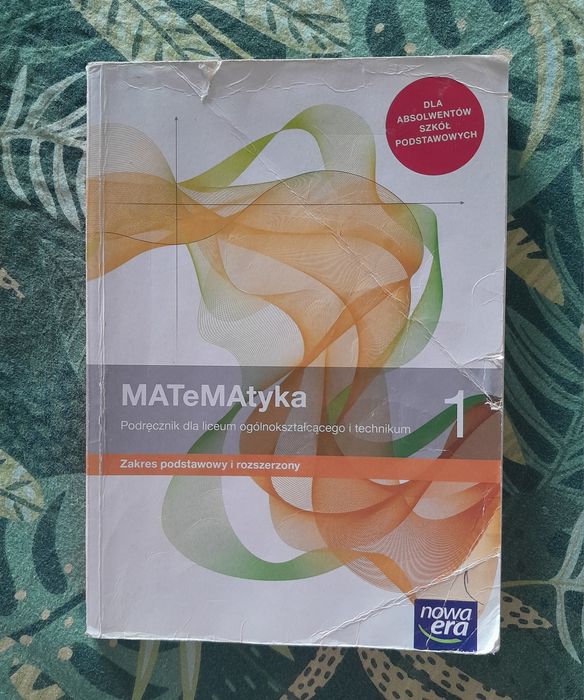 DLA
ABSOLWENTÓW
SZKÓŁ
PODSTAWOWYCH
MATeMAtyka
1
Podręcznik dla liceum ogólnokształcącego i technikum
Zakres podstawowy i rozszerzony
nowa
era